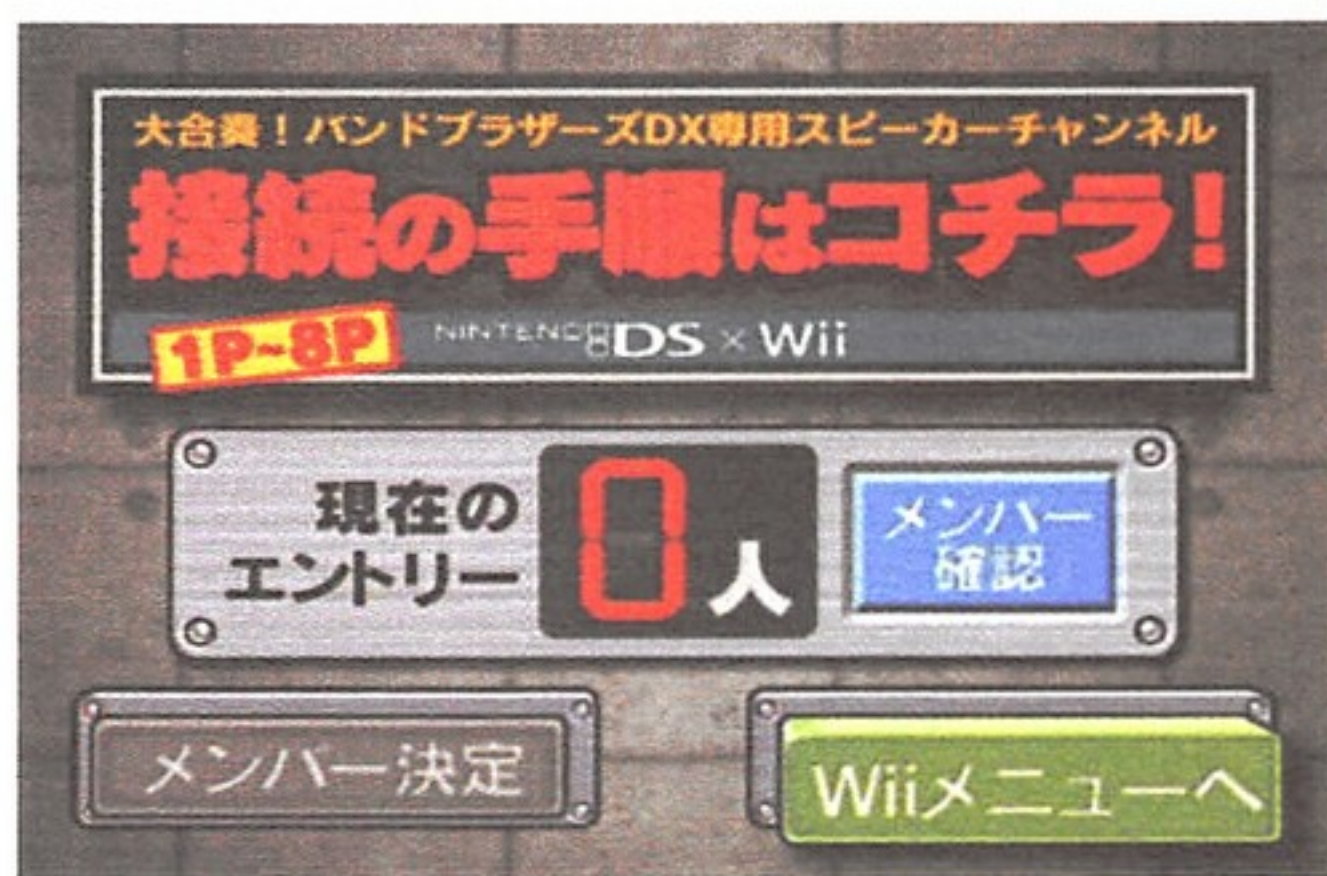 大合奏！バンドブラザーズDX専用スピーカーチャンネル
接続の手順はコチラ！
1P~8P
NINTENDO DS × Wii
現在の
エントリー
0人
メンバー
確認
メンバー決定
Wiiメニューへ